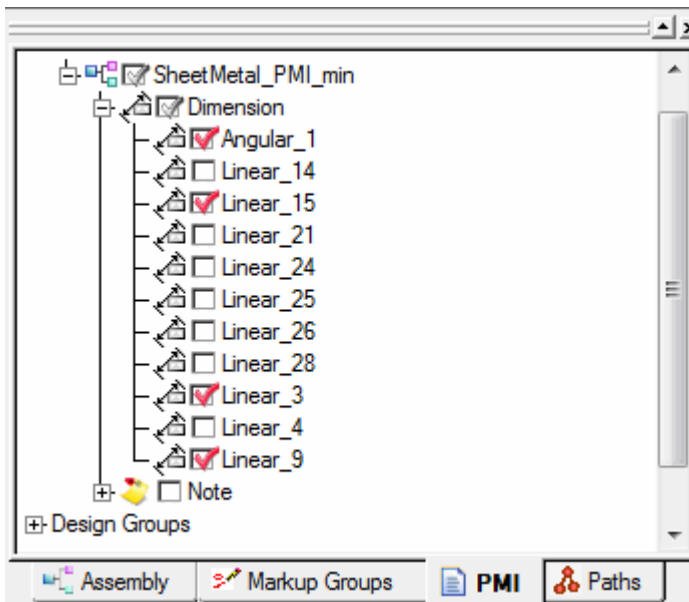 SheetMetal_PMI_min
Dimension
Angular_1
Linear_14
Linear_15
Linear_21
Linear_24
Linear_25
Linear_26
Linear_28
Linear_3
Linear_4
Linear_9
Note
Design Groups
Assembly Markup Groups PMI Paths